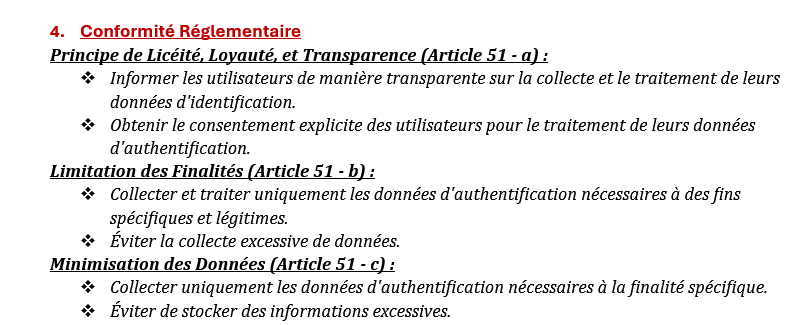 4. Conformité Réglementaire
Principe de Licéité, Loyauté, et Transparence (Article 51 - a) :
❖ Informer les utilisateurs de manière transparente sur la collecte et le traitement de leurs
données d'identification.
❖ Obtenir le consentement explicite des utilisateurs pour le traitement de leurs données
d'authentification.
Limitation des Finalités (Article 51 - b) :
❖ Collecter et traiter uniquement les données d'authentification nécessaires à des fins
spécifiques et légitimes.
❖ Éviter la collecte excessive de données.
Minimisation des Données (Article 51 - c) :
❖ Collecter uniquement les données d'authentification nécessaires à la finalité spécifique.
❖ Éviter de stocker des informations excessives.